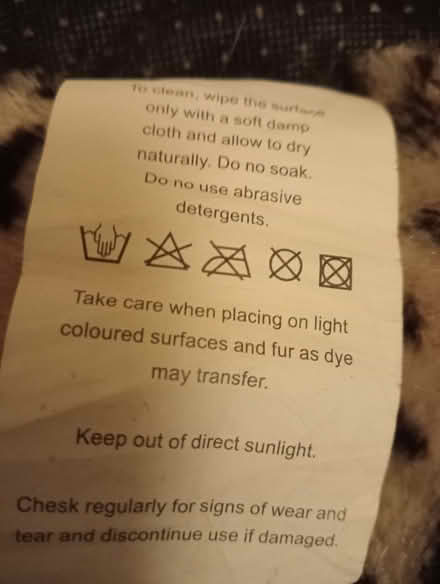 To clean, wipe the surface
only with a soft damp
cloth and allow to dry
naturally. Do no soak.
Do no use abrasive
detergents.
Take care when placing on light
coloured surfaces and fur as dye
may transfer.
Keep out of direct sunlight.
Chesk regularly for signs of wear and
tear and discontinue use if damaged.